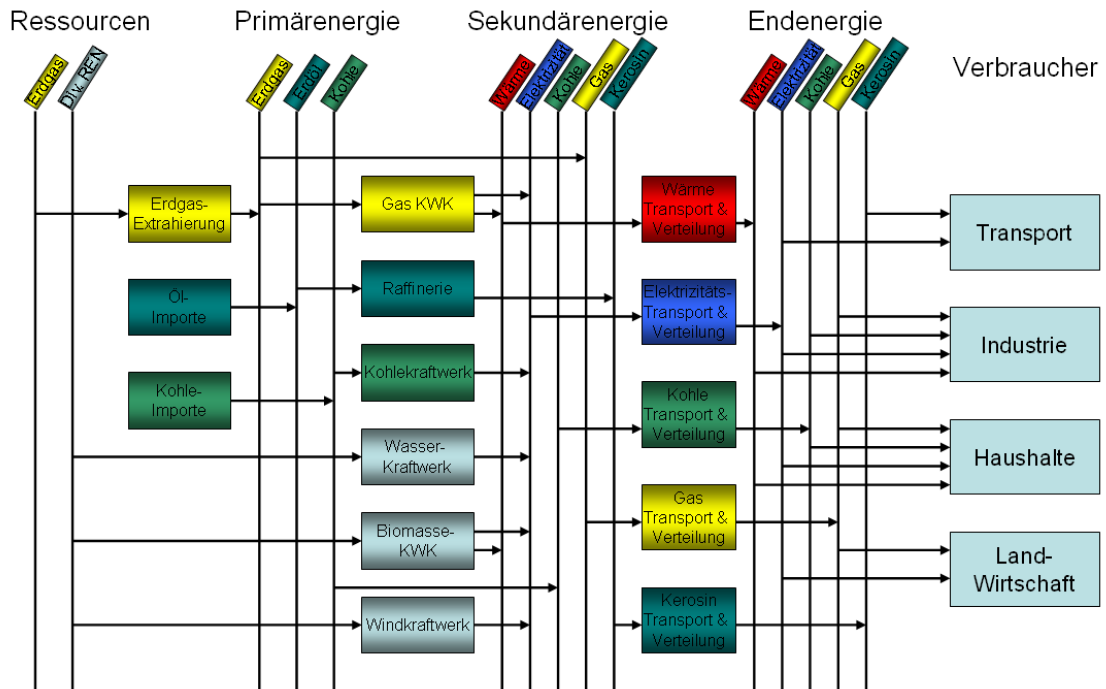 Ressourcen
Primärenergie
Sekundärenergie
Endenergie
Verbraucher
Erdgas
Div. REN
Erdgas
Erdöl
Kohle
Wärme
Elektrizität
Kohle
Gas
Kerosin
Wärme
Elektrizität
Kohle
Gas
Kerosin
Erdgas-
Extrahierung
Öl-
Importe
Kohle-
Importe
Gas KWK
Raffinerie
Kohlekraftwerk
Wasser-
Kraftwerk
Biomasse-
KWK
Windkraftwerk
Wärme
Transport &
Verteilung
Elektrizitäts-
Transport &
Verteilung
Kohle
Transport &
Verteilung
Gas
Transport &
Verteilung
Kerosin
Transport &
Verteilung
Transport
Industrie
Haushalte
Land-
Wirtschaft